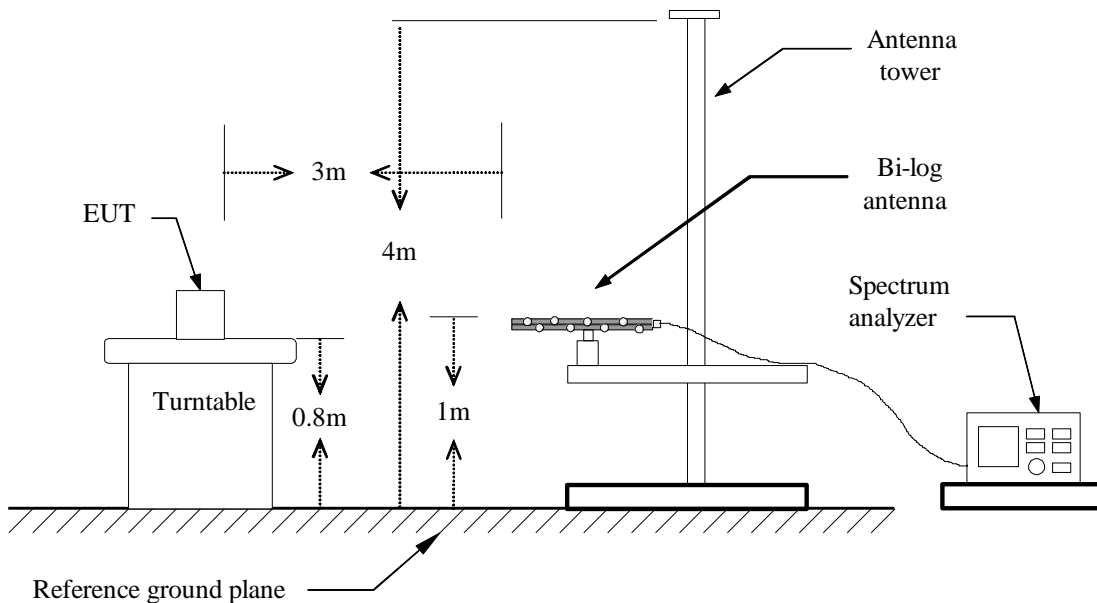 Antenna
tower
3m
Bi-log
antenna
EUT
4m
Spectrum
analyzer
Turntable
0.8m
1m
Reference ground plane